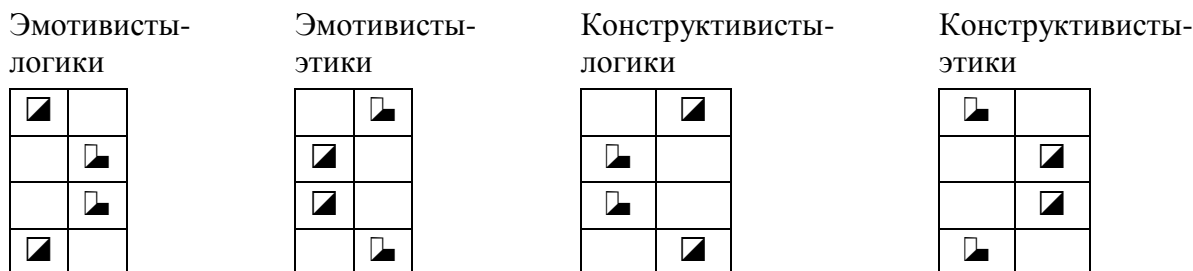 Эмотивисты-
логики
Эмотивисты-
этики
Конструктивисты-
логики
Конструктивисты-
этики